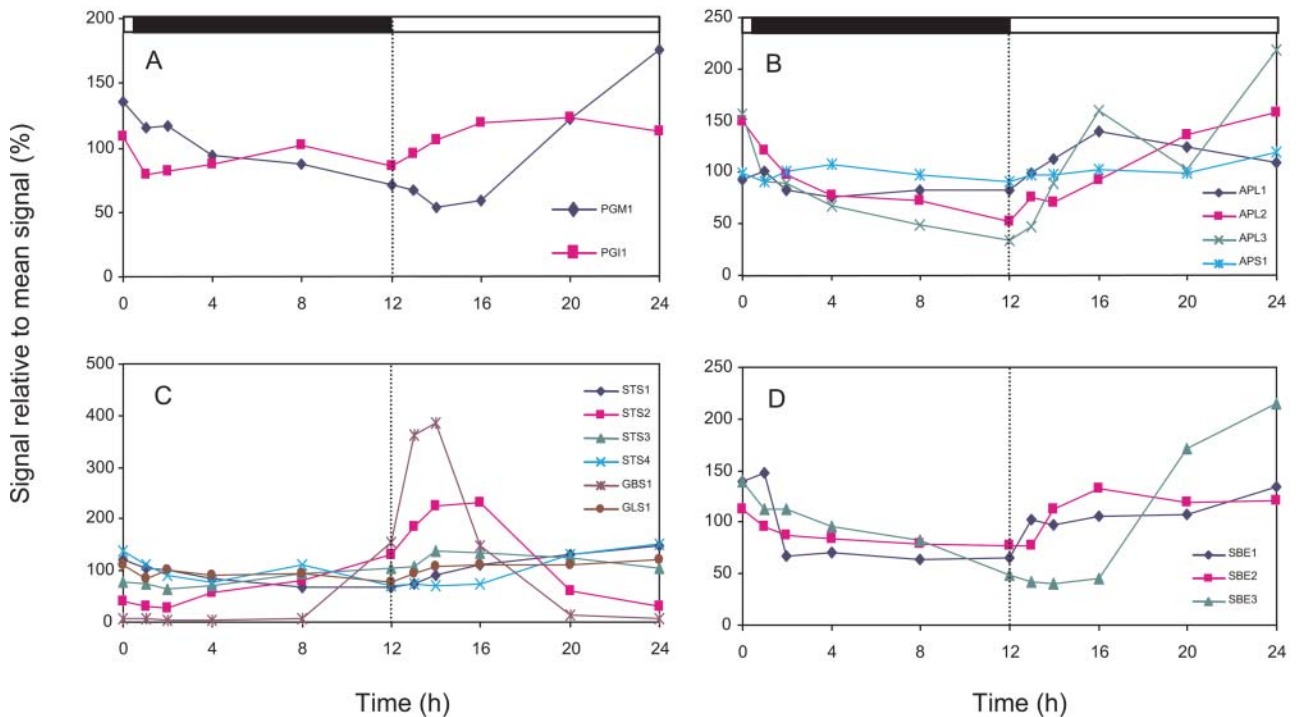 Signal relative to mean signal (%)
A
200
150
100
50
0
0 4 8 12 16 20 24
PGM1
PGI1
B
250
200
150
100
50
0
0 4 8 12 16 20 24
APL1
APL2
APL3
APS1
C
500
400
300
200
100
0
0 4 8 12 16 20 24
STS1
STS2
STS3
STS4
GBS1
GLS1
Time (h)
D
250
200
150
100
50
0
0 4 8 12 16 20 24
SBE1
SBE2
SBE3
Time (h)